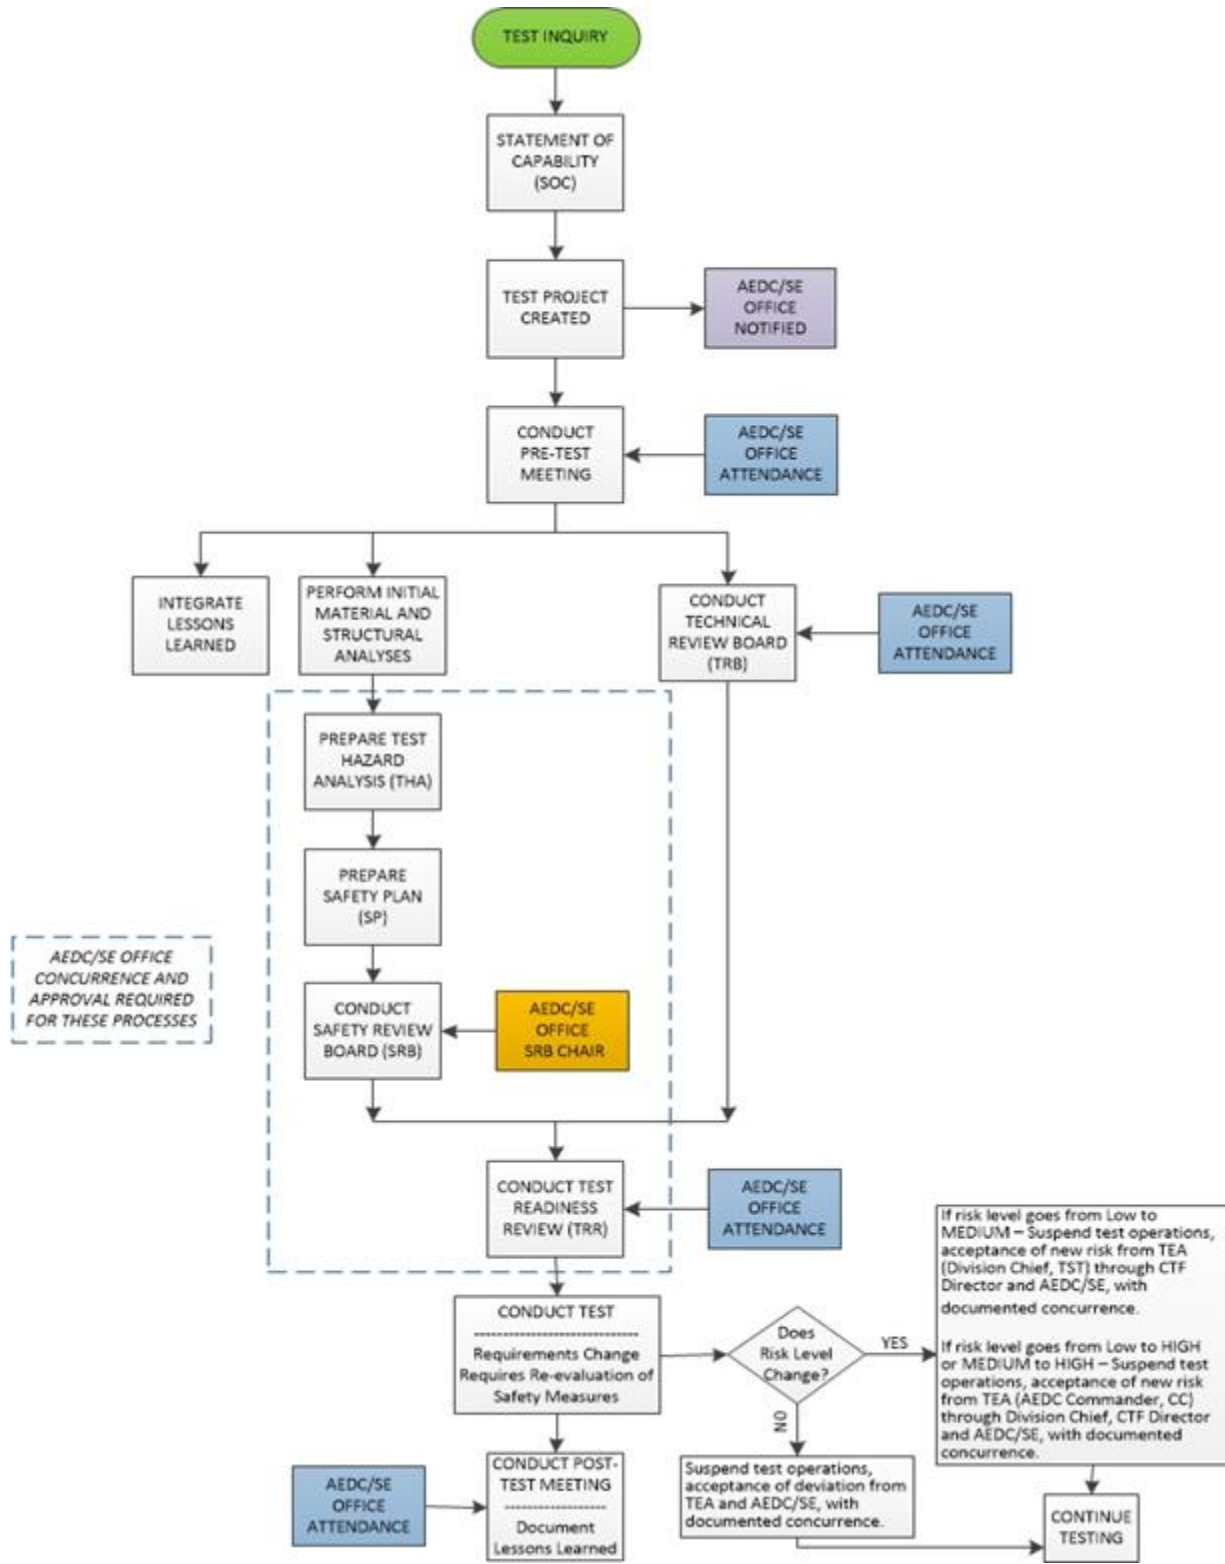 TEST INQUIRY
STATEMENT OF
CAPABILITY
(SOC)
TEST PROJECT
CREATED
AEDC/SE
OFFICE
NOTIFIED
CONDUCT
PRE-TEST
MEETING
AEDC/SE
OFFICE
ATTENDANCE
INTEGRATE
LESSONS
LEARNED
PERFORM INITIAL
MATERIAL AND
STRUCTURAL
ANALYSES
CONDUCT
TECHNICAL
REVIEW BOARD
(TRB)
AEDC/SE
OFFICE
ATTENDANCE
PREPARE TEST
HAZARD
ANALYSIS (THA)
PREPARE
SAFETY PLAN
(SP)
AEDC/SE OFFICE
CONCURRENCE AND
APPROVAL REQUIRED
FOR THESE PROCESSES
CONDUCT
SAFETY REVIEW
BOARD (SRB)
AEDC/SE
OFFICE
SRB CHAIR
CONDUCT TEST
READINESS
REVIEW (TRR)
AEDC/SE
OFFICE
ATTENDANCE
CONDUCT TEST
------------------------------
Requirements Change
Requires Re-evaluation of
Safety Measures
Does
Risk Level
Change?
YES
If risk level goes from Low to
MEDIUM – Suspend test operations,
acceptance of new risk from TEA
(Division Chief, TST) through CTF
Director and AEDC/SE, with
documented concurrence.
If risk level goes from Low to HIGH
or MEDIUM to HIGH – Suspend test
operations, acceptance of new risk
from TEA (AEDC Commander, CC)
through Division Chief, CTF Director
and AEDC/SE, with documented
concurrence.
NO
Suspend test operations,
acceptance of deviation from
TEA and AEDC/SE, with
documented concurrence.
CONTINUE
TESTING
AEDC/SE
OFFICE
ATTENDANCE
CONDUCT POST-
TEST MEETING
-------------------
Document
Lessons Learned